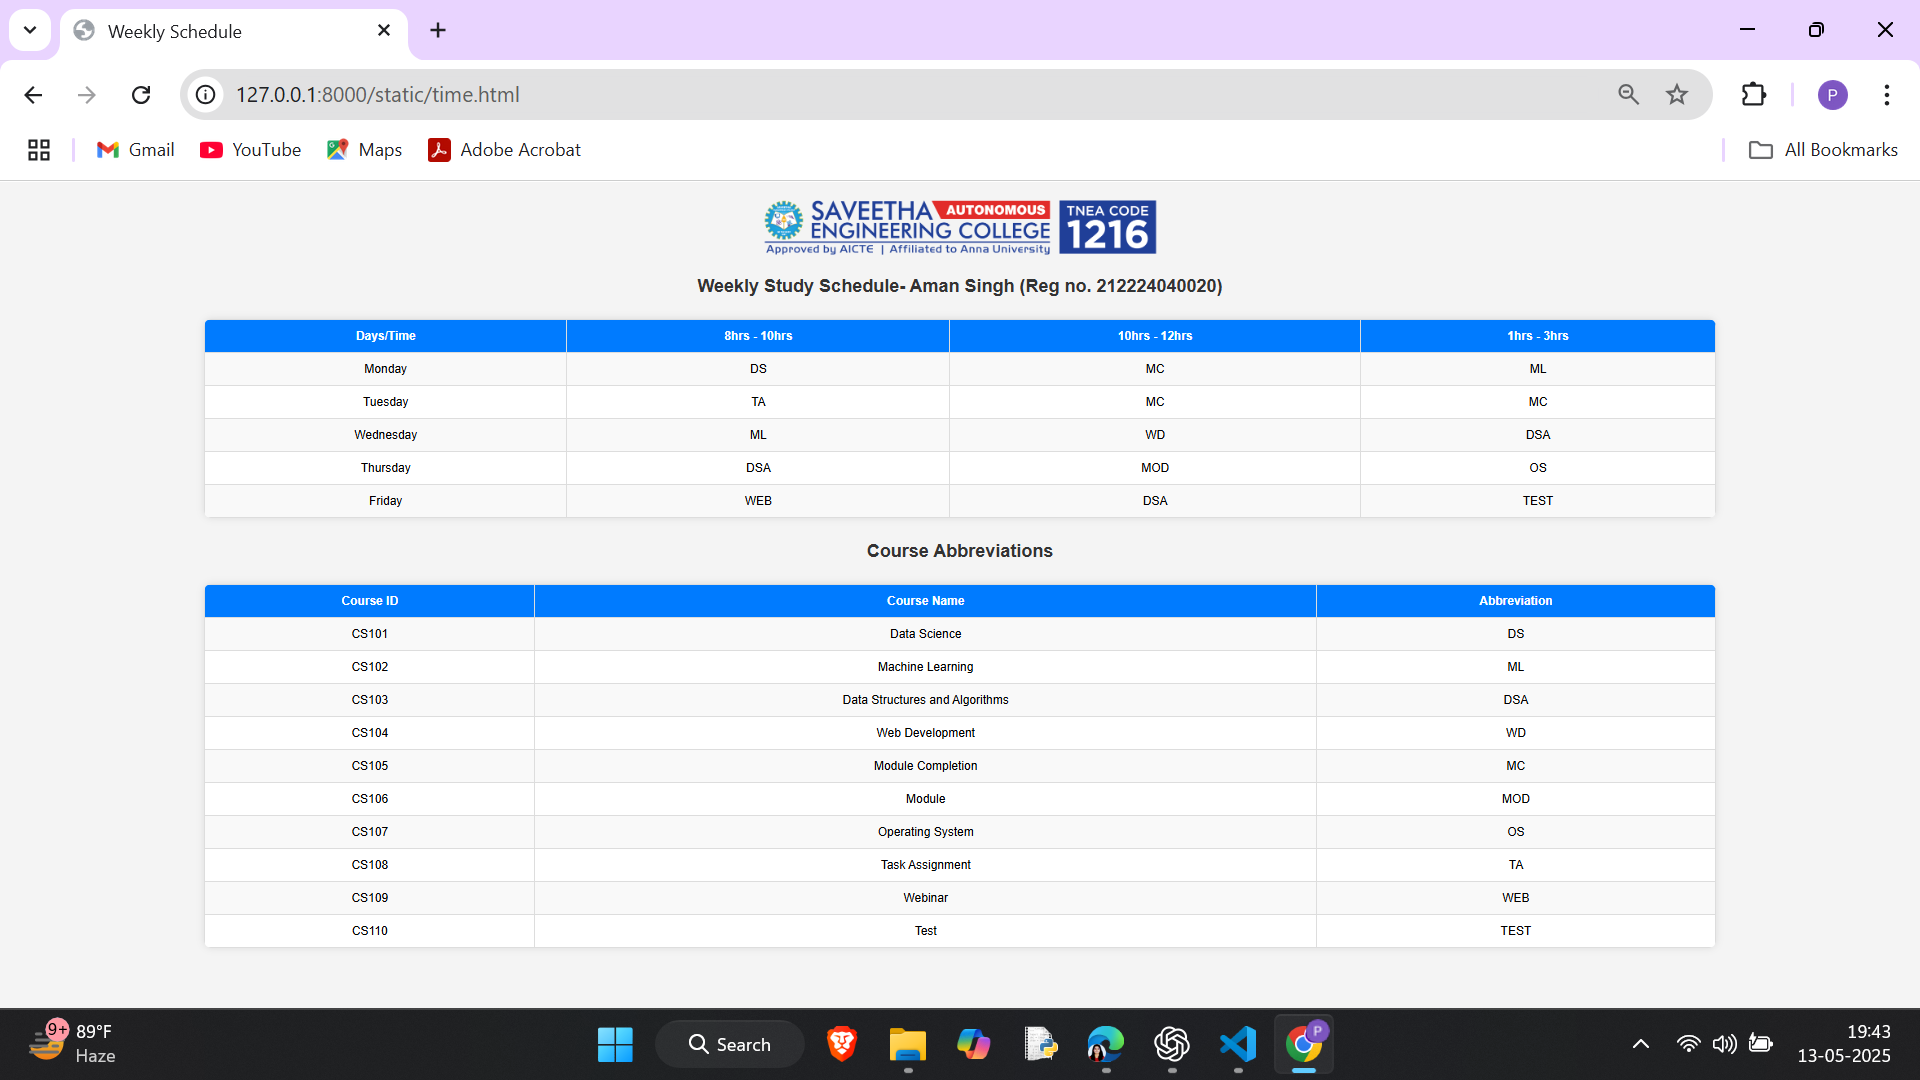 Weekly Schedule
127.0.0.1:8000/static/time.html
P
Gmail
YouTube
Maps
Adobe Acrobat
All Bookmarks
SAVEETHA AUTONOMOUS
ENGINEERING COLLEGE
Approved by AICTE | Affiliated to Anna University
TNEA CODE
1216
Weekly Study Schedule- Aman Singh (Reg no. 212224040020)
Days/Time 8hrs - 10hrs 10hrs - 12hrs 1hrs - 3hrs
Monday DS MC ML
Tuesday TA MC MC
Wednesday ML WD DSA
Thursday DSA MOD OS
Friday WEB DSA TEST
Course Abbreviations
Course ID Course Name Abbreviation
CS101 Data Science DS
CS102 Machine Learning ML
CS103 Data Structures and Algorithms DSA
CS104 Web Development WD
CS105 Module Completion MC
CS106 Module MOD
CS107 Operating System OS
CS108 Task Assignment TA
CS109 Webinar WEB
CS110 Test TEST
9+
89°F
Haze
Search
P
19:43
13-05-2025